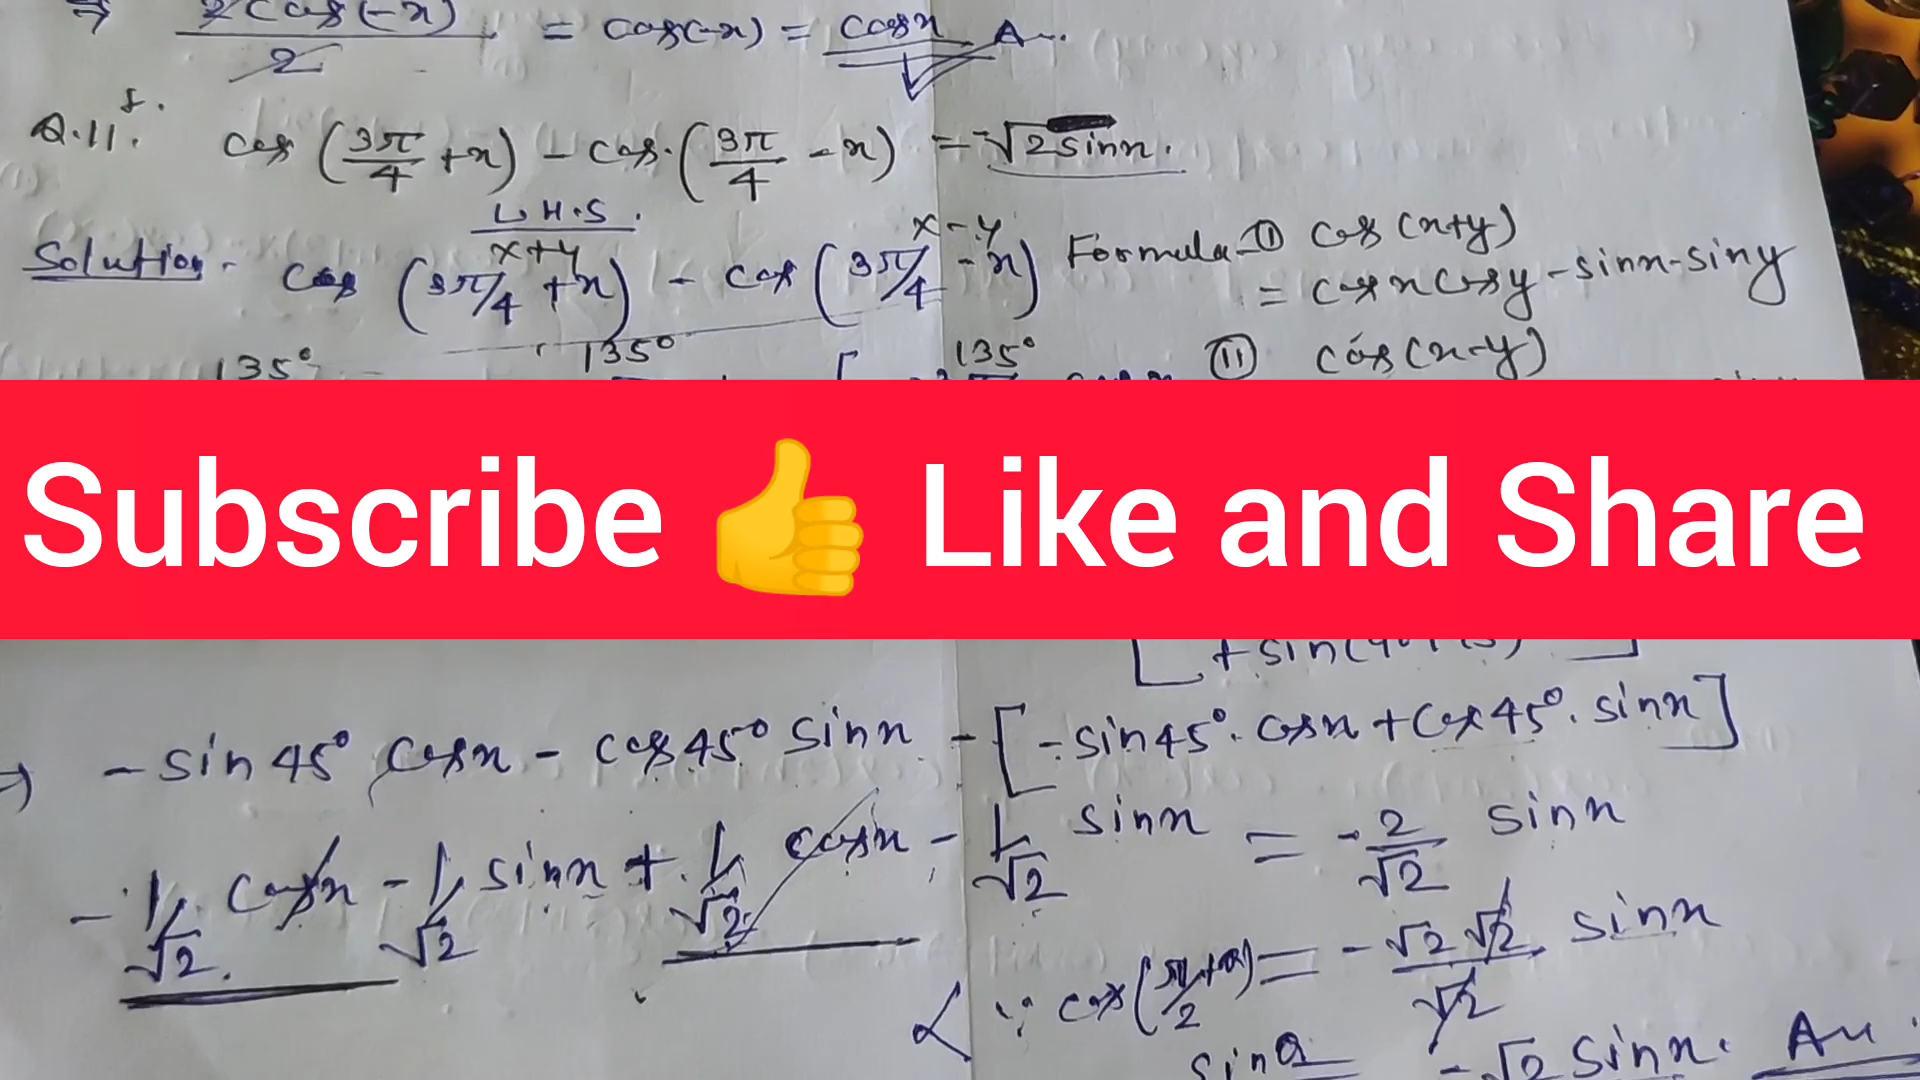 ⇒ 2cos(-x)/2 = cos(-x) = cosx
Q.11. cos (3π/4 +x) - cos. (3π/4 -x) = -√2sinx.
L.H.S.
x+y x-y
Solution- cos (3π/4 +x) - cos (3π/4 -x) Formula-① cos (x+y)
= cosx cosy - sinx-siny
135° 135° 135° ⑪ cos (x-y)
Subscribe 👍 Like and Share
⇒ -sin45° cosx - cos45° sinx - [-sin45°. cosx + cos45°. sinx]
- 1/√2. cosx - 1/√2 sinx + 1/√2 cosx - 1/√2 sinx = -2/√2 sinx
= -√2√2/√2 sinx
∵ cos(π/2+θ)
sinθ -√2 sinx.